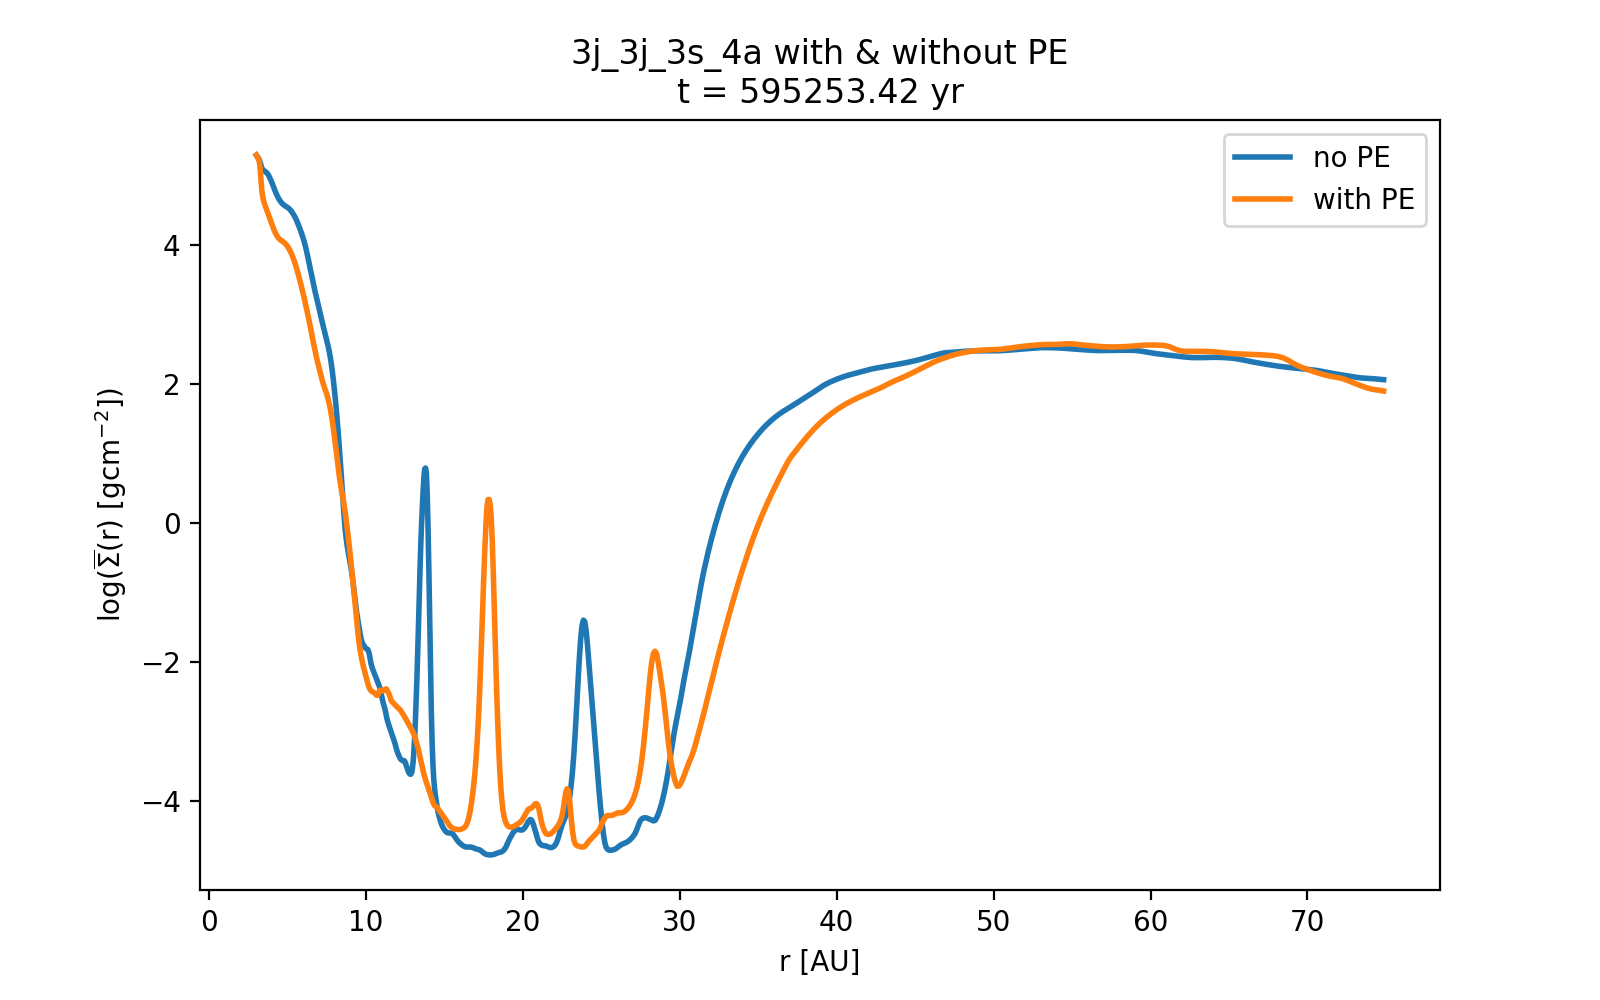 3j_3j_3s_4a with & without PE
t = 595253.42 yr
no PE
with PE
log(Σ̅(r) [gcm⁻²])
4
2
0
−2
−4
0 10 20 30 40 50 60 70
r [AU]